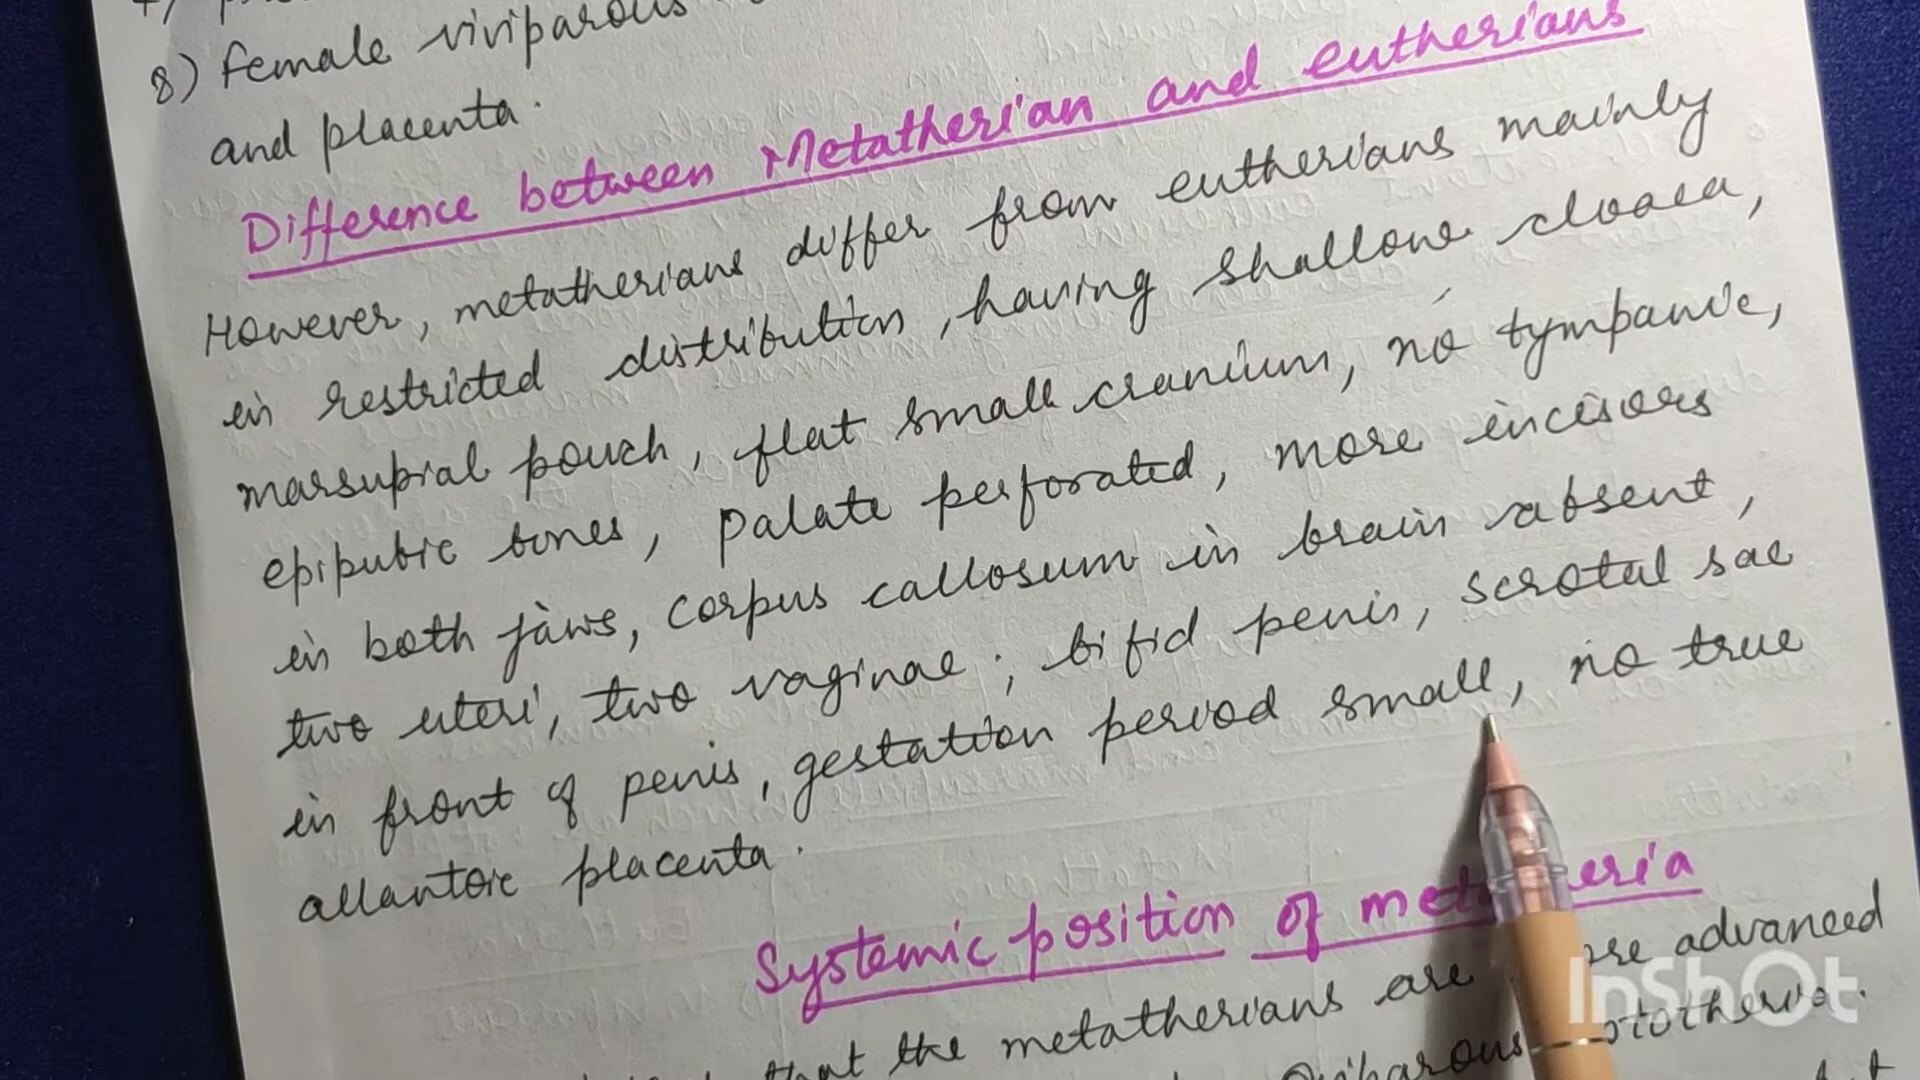 8) Female viviparous
and placenta.
Difference between Metatherian and eutherians
However, metatherians differ from eutherians mainly
in restricted distribution, having shallow cloaca,
marsupial pouch, flat small cranium, no tympanic,
epipubic bones, palate perforated, more incisors
in both jaws, corpus callosum in brain absent,
two uteri, two vaginae; bifid penis, scrotal sac
in front of penis, gestation period small, no true
allantoic placenta.
Systemic position of
that the metatherians are advanced
InShOt